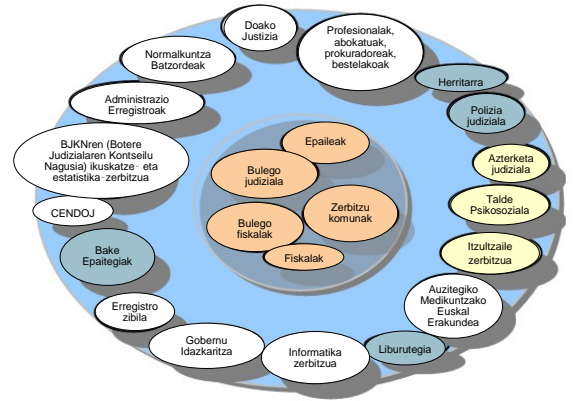 Doako
Justizia
Profesionalak,
abokatuak,
prokuradoreak,
bestelakoak
Normalkuntza
Batzordeak
Herritarra
Administrazio
Erregistroak
Polizia
judiziala
Epaileak
BJKNren (Botere
Judizialaren Kontseilu
Nagusia) ikuskatze- eta
estatistika-zerbitzua
Azterketa
judiziala
Bulego
judiziala
Talde
Psikosoziala
Zerbitzu
komunak
CENDOJ
Bulego
fiskalak
Bake
Epaitegiak
Itzultzaile
zerbitzua
Fiskalak
Auzitegiko
Medikuntzako
Euskal
Erakundea
Erregistro
zibila
Gobernu
Idazkaritza
Informatika
zerbitzua
Liburutegia